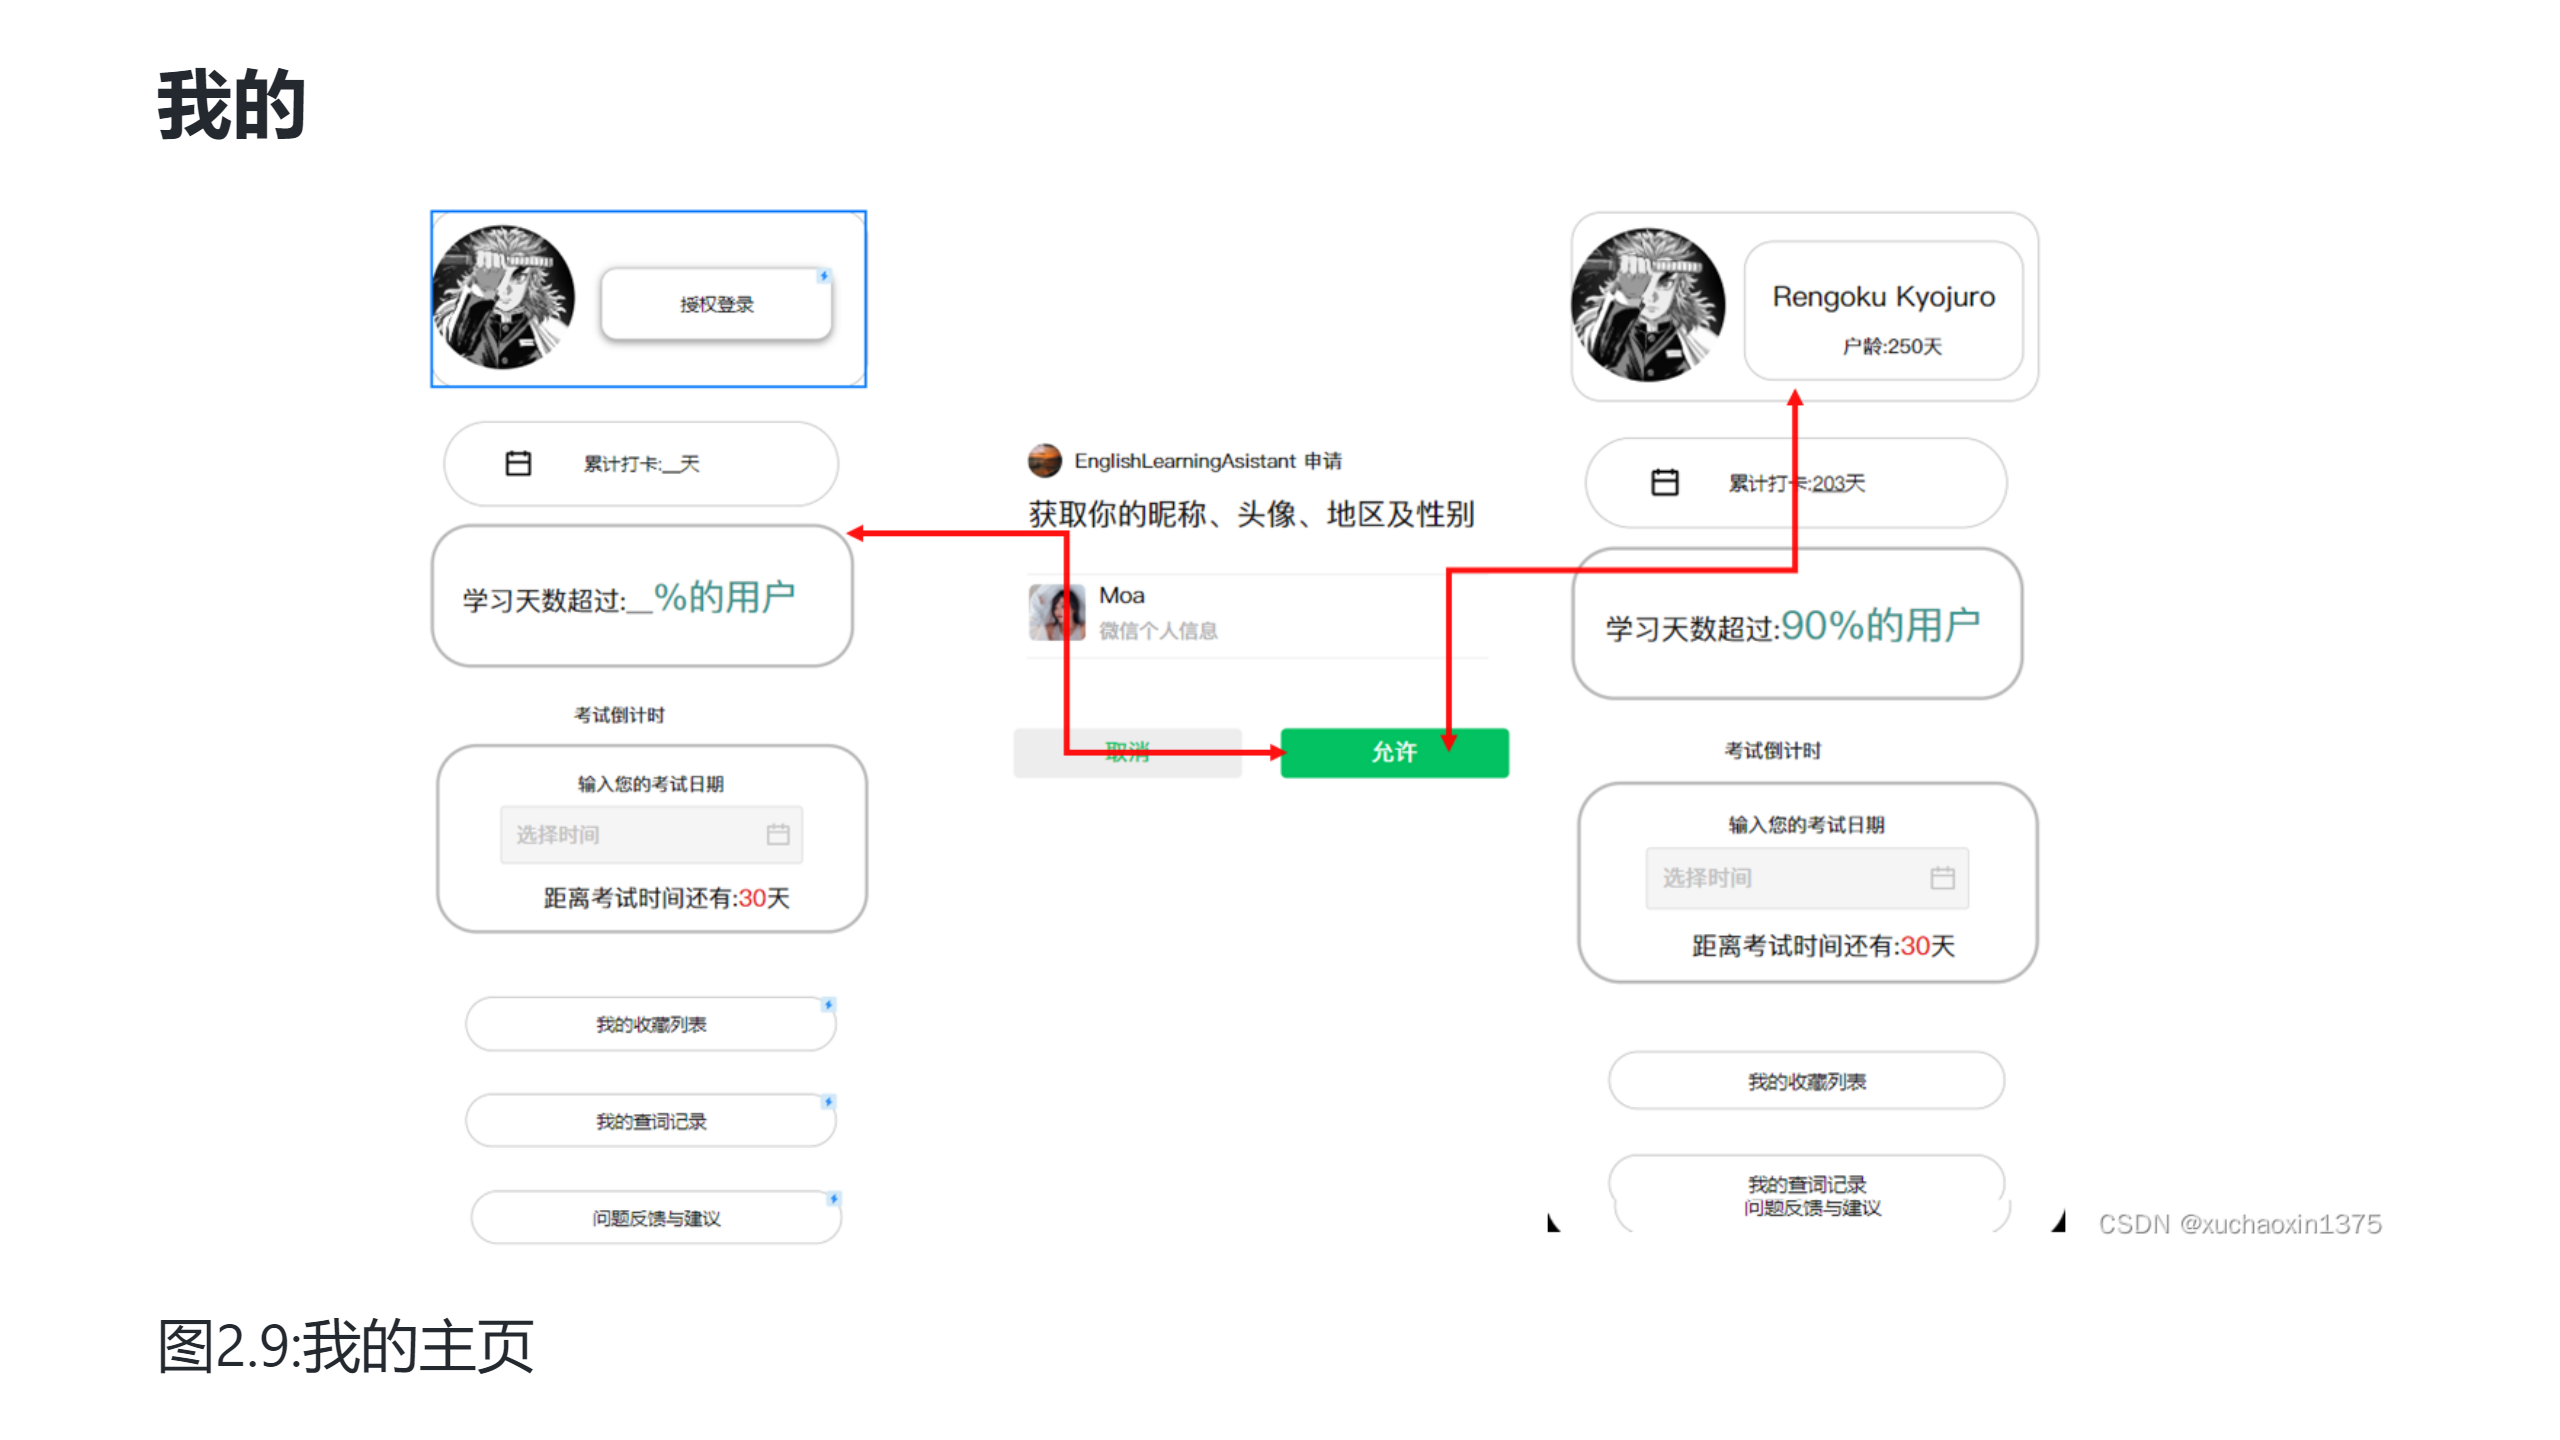 我的
授权登录
累计打卡:__天
学习天数超过:__%的用户
考试倒计时
输入您的考试日期
选择时间
距离考试时间还有:30天
我的收藏列表
我的查词记录
问题反馈与建议
EnglishLearningAsistant 申请
获取你的昵称、头像、地区及性别
Moa
微信个人信息
取消
允许
Rengoku Kyojuro
户龄:250天
累计打卡:203天
学习天数超过:90%的用户
考试倒计时
输入您的考试日期
选择时间
距离考试时间还有:30天
我的收藏列表
我的查词记录
问题反馈与建议
CSDN @xuchaoxin1375
图2.9:我的主页